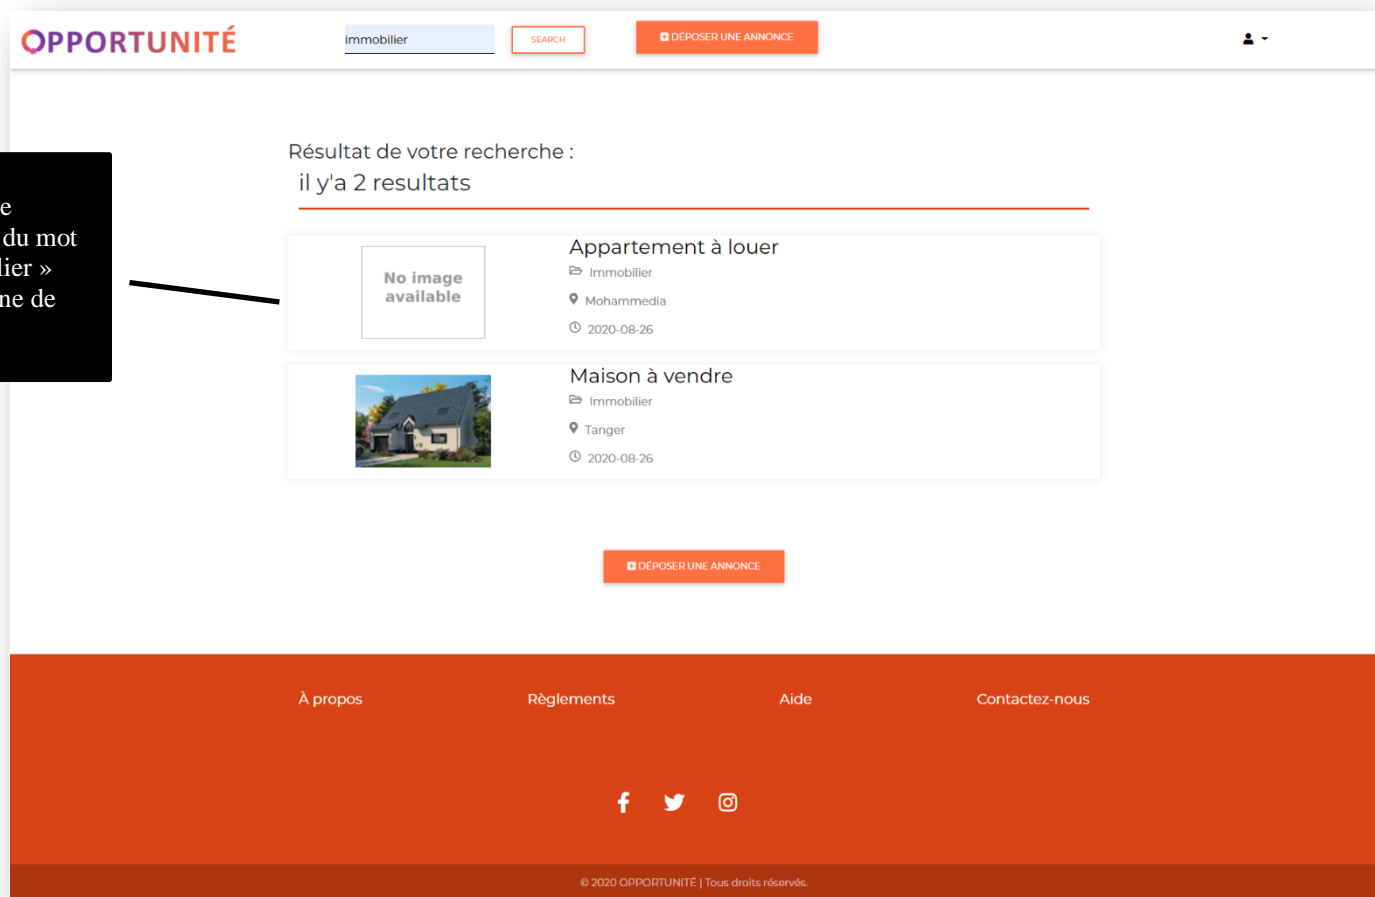 OPPORTUNITÉ
immobilier
SEARCH
DÉPOSER UNE ANNONCE
Résultat de votre recherche :
il y'a 2 resultats
e
du mot
lier »
ne de
No image
available
Appartement à louer
Immobilier
Mohammedia
2020-08-26
Maison à vendre
Immobilier
Tanger
2020-08-26
DÉPOSER UNE ANNONCE
À propos
Règlements
Aide
Contactez-nous
© 2020 OPPORTUNITÉ | Tous droits réservés.